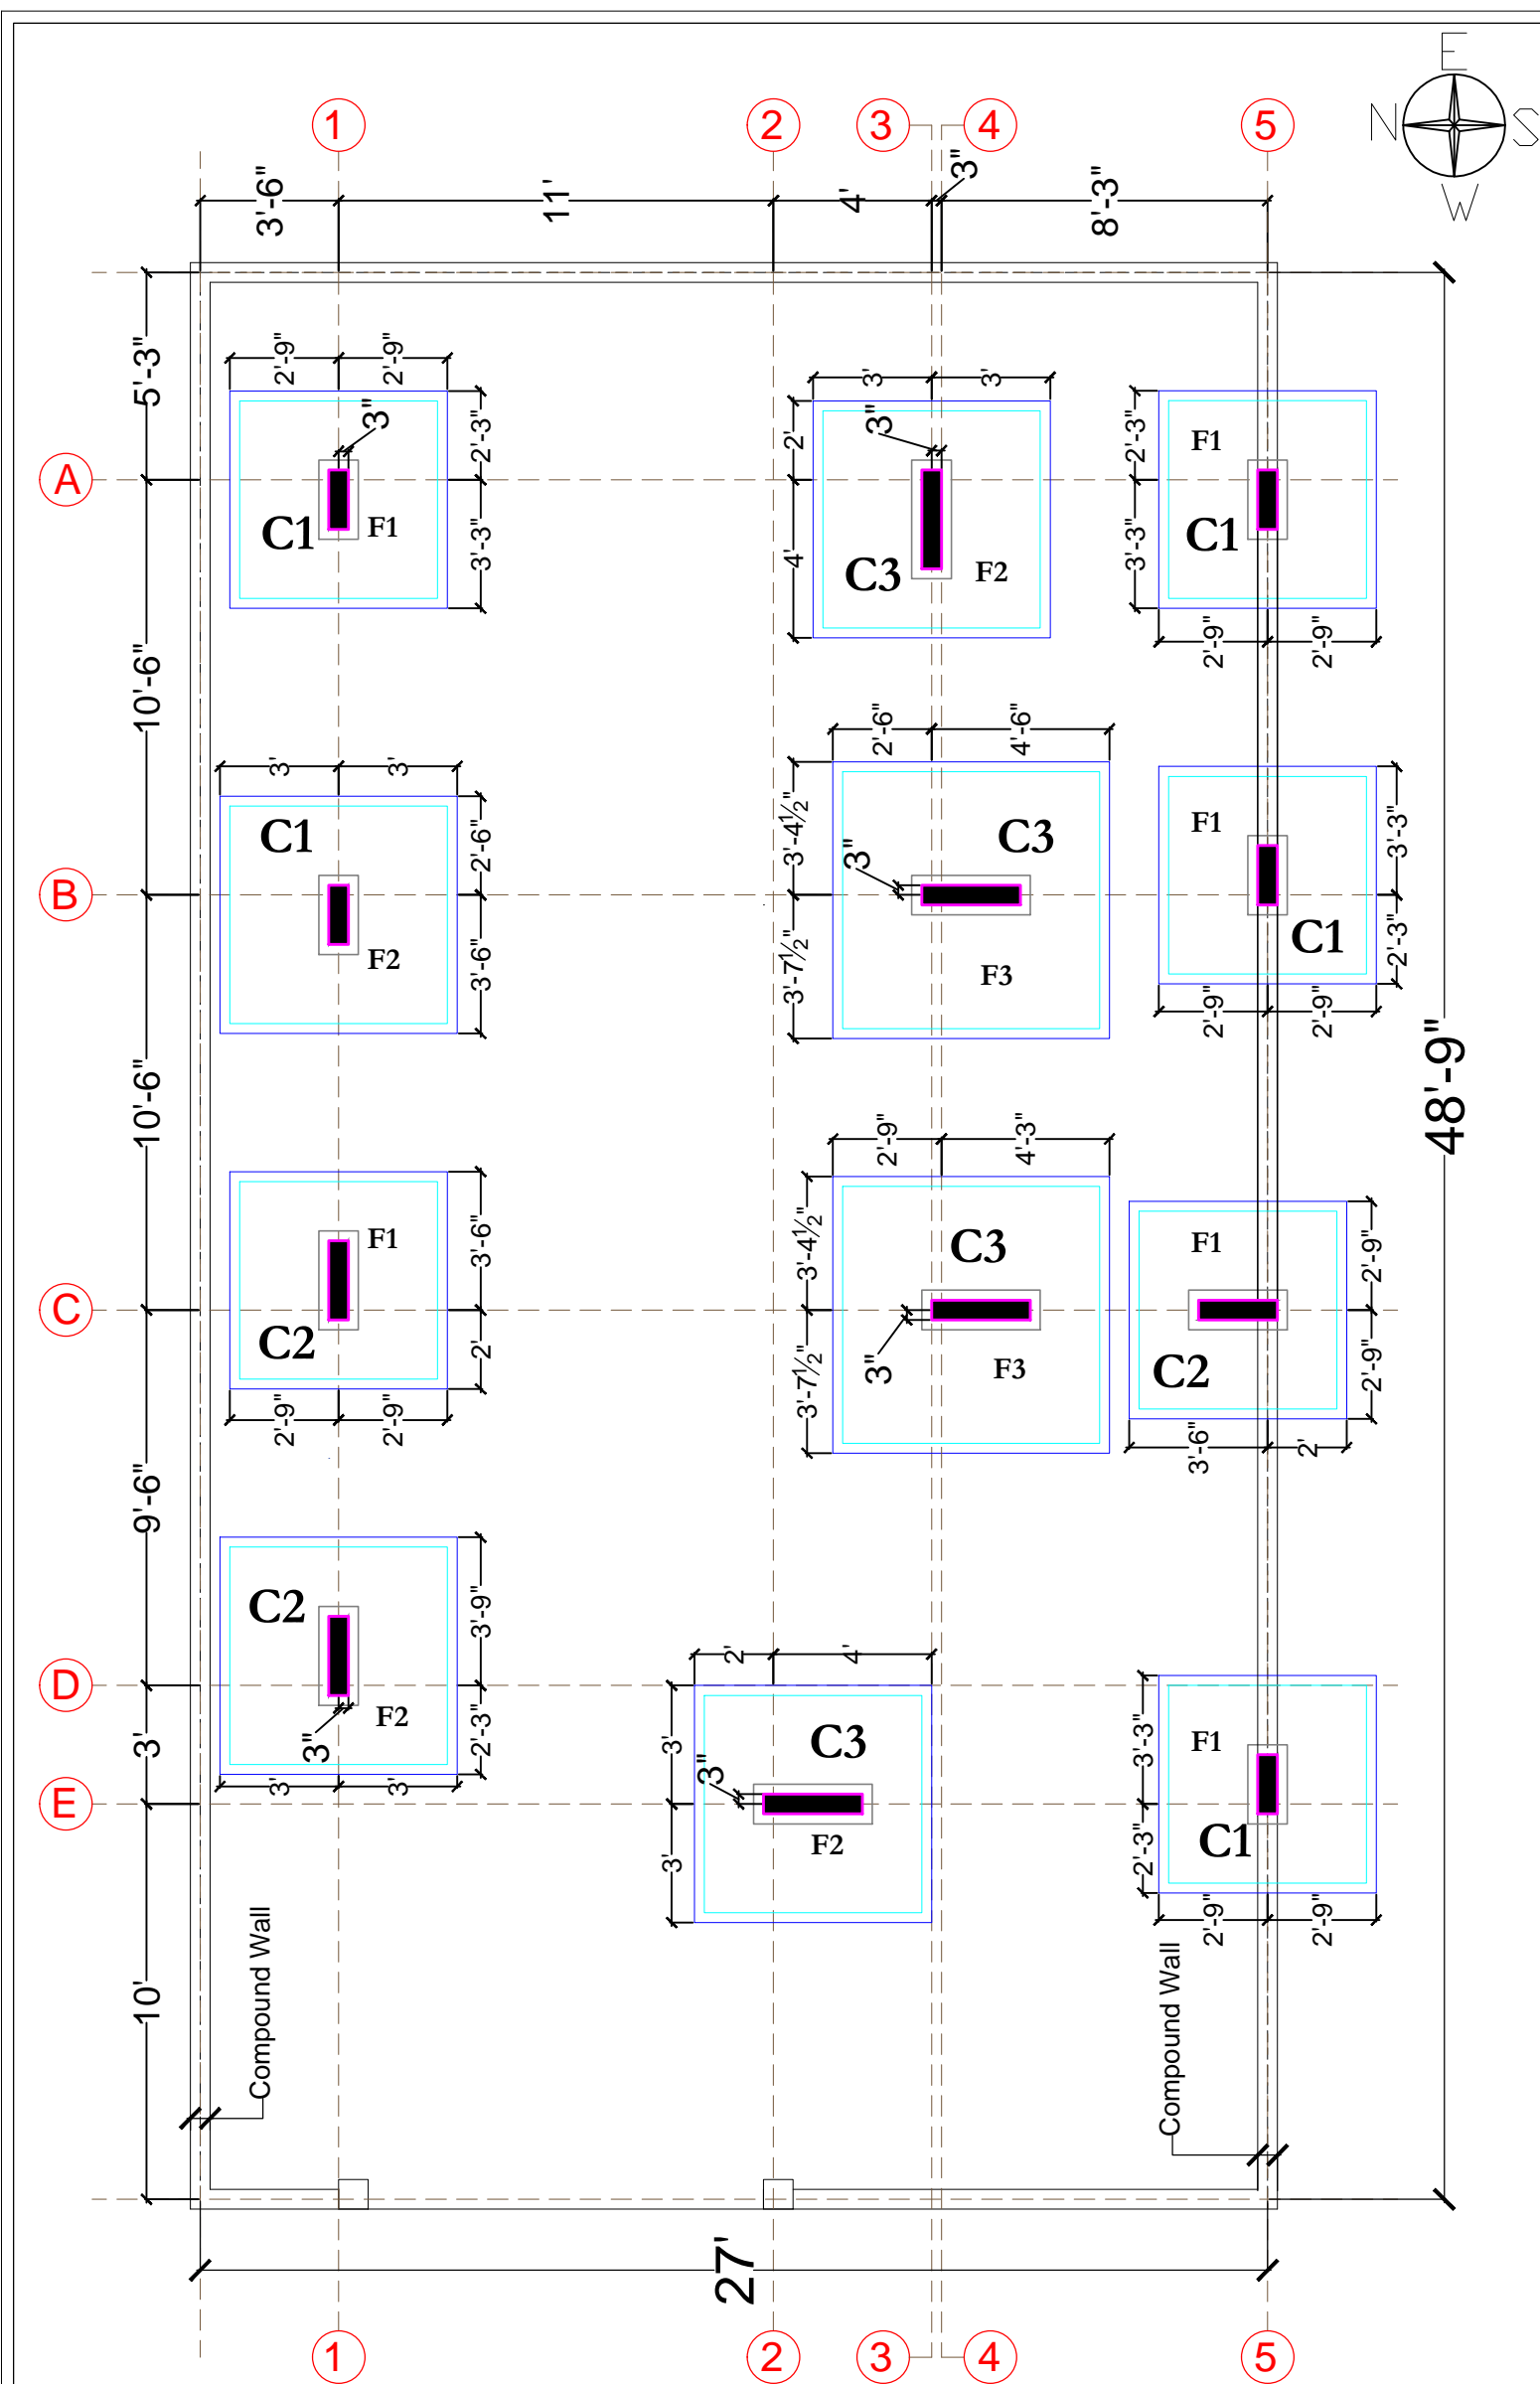 E
N
S
W
1
2
3
4
5
3'-6"
11'
4'
3"
8'-3"
5'-3"
2'-9"
2'-9"
3"
2'-3"
3'-3"
C1
F1
3'
3'
2'
4'
3"
C3
F2
2'-3"
3'-3"
F1
C1
2'-9"
2'-9"
A
10'-6"
3'
3'
C1
2'-6"
3'-6"
F2
2'-6"
4'-6"
3'-4½"
3'-7½"
3"
C3
F3
F1
C1
3'-3"
2'-3"
2'-9"
2'-9"
B
10'-6"
48'-9"
F1
C2
3'-6"
2'
2'-9"
2'-9"
2'-9"
4'-3"
3'-4½"
3'-7½"
3"
C3
F3
F1
C2
2'-9"
2'-9"
3'-6"
2'
C
9'-6"
C2
F2
3"
3'-9"
2'-3"
3'
3'
D
3'
E
2'
4'
3'
3'
3"
C3
F2
3'-3"
2'-3"
F1
C1
2'-9"
2'-9"
10'
Compound Wall
Compound Wall
27'
1
2
3
4
5